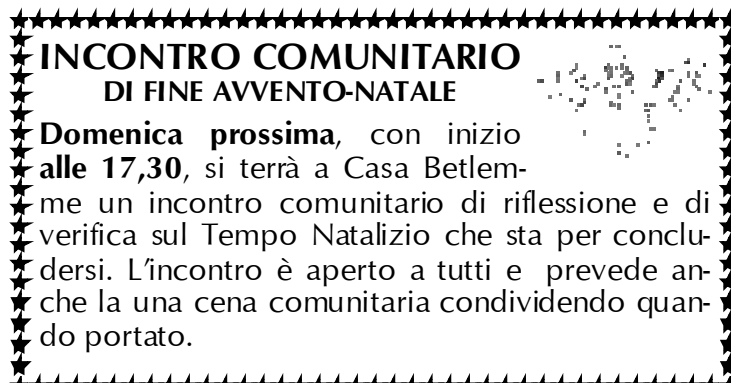 INCONTRO COMUNITARIO
DI FINE AVVENTO-NATALE
Domenica prossima, con inizio
alle 17,30, si terrà a Casa Betlem-
me un incontro comunitario di riflessione e di
verifica sul Tempo Natalizio che sta per conclu-
dersi. L'incontro è aperto a tutti e prevede an-
che la una cena comunitaria condividendo quan-
do portato.